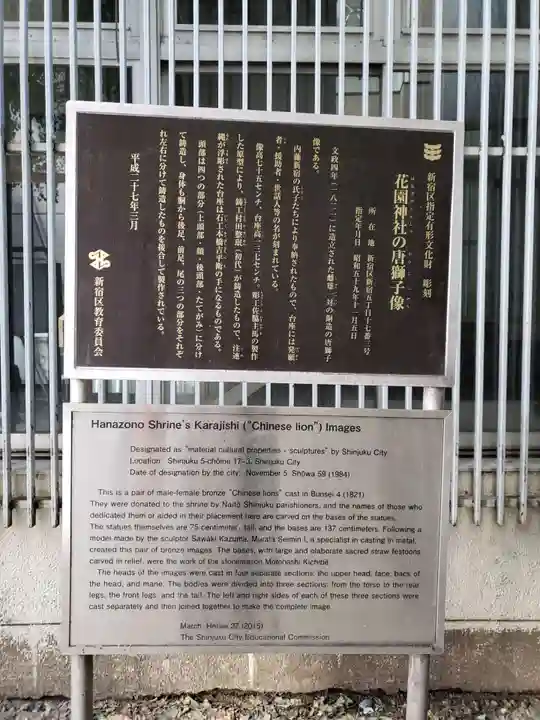 新宿区指定有形文化財 彫刻
花園神社の唐獅子像
所在地 新宿区新宿五丁目十七番三号
指定年月日 昭和五十九年十一月五日
文政四年(一八二一)に造立された雌雄一対の銅造の唐獅子
像である。
内藤新宿の氏子たちにより奉納されたもので、台座には発願
者・援助者・世話人等の名が刻まれている。
像高七十五センチ、台座高一三七センチ、彫工佐脇主馬の製作
した原型により、鋳工村田整珉(初代)が鋳造したもので、注連
縄が浮彫された台座は石工本橋吉平衛の手になるものである。
頭部は四つの部分(上頭部・顔・後頭部・たてがみ)に分け
て鋳造し、身体も胴から後足、前足、尾の三つの部分をそれぞ
れ左右に分けて鋳造したものを接合して製作されている。
平成二十七年三月
新宿区教育委員会
Hanazono Shrine's Karajishi ("Chinese lion") Images
Designated as "material cultural properties - sculptures" by Shinjuku City
Location: Shinjuku 5-chōme 17-3, Shinjuku City
Date of designation by the city: November 5, Shōwa 59 (1984)
This is a pair of male-female bronze "Chinese lions" cast in Bunsei 4 (1821).
They were donated to the shrine by Naitō Shinjuku parishioners, and the names of those who
dedicated them or aided in their placement here are carved on the bases of the statues.
The statues themselves are 75 centimeters tall, and the bases are 137 centimeters. Following a
model made by the sculptor Sawaki Kazuma, Murata Seimin I, a specialist in casting in metal,
created this pair of bronze images. The bases, with large and elaborate sacred straw festoons
carved in relief, were the work of the stonemason Motohashi Kichibē.
The heads of the images were cast in four separate sections: the upper head, face, back of
the head, and mane. The bodies were divided into three sections: from the torso to the rear
legs, the front legs, and the tail. The left and right sides of each of these three sections were
cast separately and then joined together to make the complete image.
March, Heisei 27 (2015)
The Shinjuku City Educational Commission